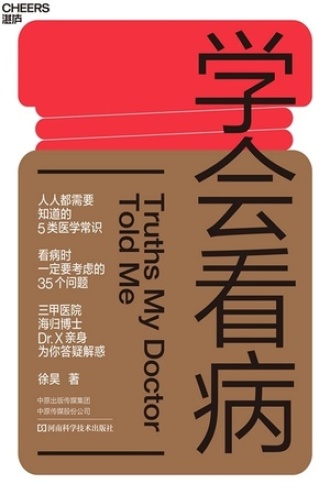 CHEERS
湛庐
学会看病
Truths My Doctor
Told Me
人人都需要
知道的
5类医学常识
看病时
一定要考虑的
35个问题
三甲医院
海归博士
Dr.X亲身
为你答疑解惑
徐昊 著
中原出版传媒集团
中原传媒股份公司
河南科学技术出版社